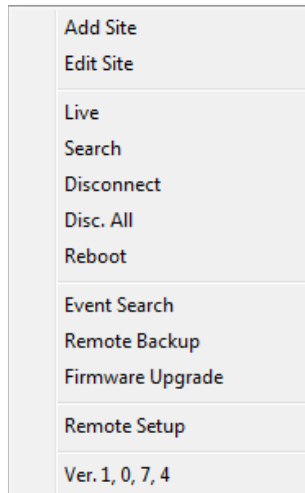 Add Site
Edit Site
Live
Search
Disconnect
Disc. All
Reboot
Event Search
Remote Backup
Firmware Upgrade
Remote Setup
Ver. 1, 0, 7, 4